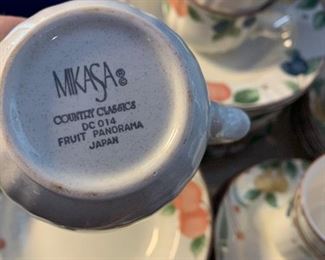 MIKASA
COUNTRY CLASSICS
DC 014
FRUIT PANORAMA
JAPAN